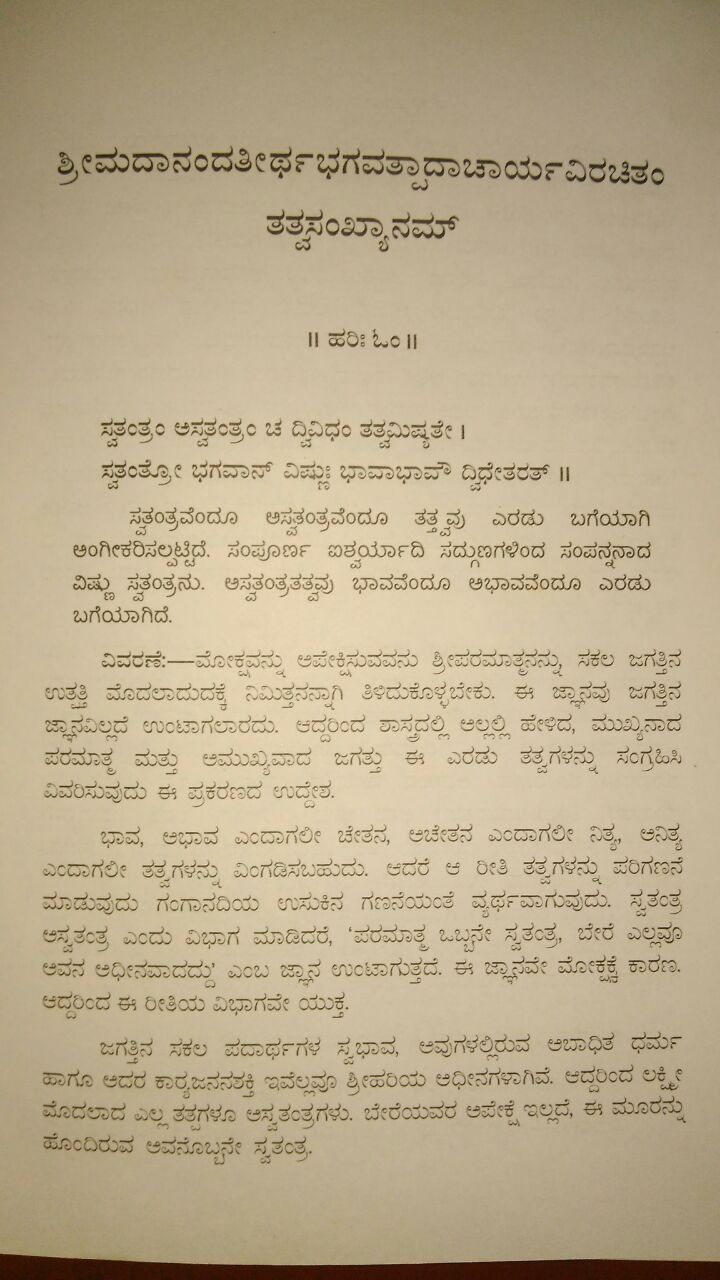 ಶ್ರೀಮದಾನಂದತೀರ್ಥಭಗವತ್ಪಾದಾಚಾರ್ಯವಿರಚಿತಂ
ತತ್ವಸಂಖ್ಯಾನಮ್
॥ ಹರಿಃ ಓಂ ॥
ಸ್ವತಂತ್ರಂ ಅಸ್ವತಂತ್ರಂ ಚ ದ್ವಿವಿಧಂ ತತ್ವಮಿಷ್ಯತೇ ।
ಸ್ವತಂತ್ರೋ ಭಗವಾನ್ ವಿಷ್ಣುಃ ಭಾವಾಭಾವೌ ದ್ವಿಧೇತರತ್ ॥
ಸ್ವತಂತ್ರವೆಂದೂ ಅಸ್ವತಂತ್ರವೆಂದೂ ತತ್ತ್ವವು ಎರಡು ಬಗೆಯಾಗಿ
ಅಂಗೀಕರಿಸಲ್ಪಟ್ಟಿದೆ. ಸಂಪೂರ್ಣ ಐಶ್ವರ್ಯಾದಿ ಸದ್ಗುಣಗಳಿಂದ ಸಂಪನ್ನನಾದ
ವಿಷ್ಣು ಸ್ವತಂತ್ರನು. ಅಸ್ವತಂತ್ರತತ್ವವು ಭಾವವೆಂದೂ ಅಭಾವವೆಂದೂ ಎರಡು
ಬಗೆಯಾಗಿದೆ.
ವಿವರಣೆ:—ಮೋಕ್ಷವನ್ನು ಅಪೇಕ್ಷಿಸುವವನು ಶ್ರೀಪರಮಾತ್ಮನನ್ನು, ಸಕಲ ಜಗತ್ತಿನ
ಉತ್ಪತ್ತಿ ಮೊದಲಾದುದಕ್ಕೆ ನಿಮಿತ್ತನನ್ನಾಗಿ ತಿಳಿದುಕೊಳ್ಳಬೇಕು. ಈ ಜ್ಞಾನವು ಜಗತ್ತಿನ
ಜ್ಞಾನವಿಲ್ಲದೆ ಉಂಟಾಗಲಾರದು. ಆದ್ದರಿಂದ ಶಾಸ್ತ್ರದಲ್ಲಿ ಅಲ್ಲಲ್ಲಿ ಹೇಳಿದ, ಮುಖ್ಯನಾದ
ಪರಮಾತ್ಮ ಮತ್ತು ಅಮುಖ್ಯವಾದ ಜಗತ್ತು ಈ ಎರಡು ತತ್ವಗಳನ್ನು ಸಂಗ್ರಹಿಸಿ
ವಿವರಿಸುವುದು ಈ ಪ್ರಕರಣದ ಉದ್ದೇಶ.
ಭಾವ, ಅಭಾವ ಎಂದಾಗಲೀ ಚೇತನ, ಅಚೇತನ ಎಂದಾಗಲೀ ನಿತ್ಯ, ಅನಿತ್ಯ
ಎಂದಾಗಲೀ ತತ್ವಗಳನ್ನು ವಿಂಗಡಿಸಬಹುದು. ಆದರೆ ಆ ರೀತಿ ತತ್ವಗಳನ್ನು ಪರಿಗಣನೆ
ಮಾಡುವುದು ಗಂಗಾನದಿಯ ಉಸುಕಿನ ಗಣನೆಯಂತೆ ವ್ಯರ್ಥವಾಗುವುದು. ಸ್ವತಂತ್ರ
ಅಸ್ವತಂತ್ರ ಎಂದು ವಿಭಾಗ ಮಾಡಿದರೆ, ‘ಪರಮಾತ್ಮ ಒಬ್ಬನೇ ಸ್ವತಂತ್ರ, ಬೇರೆ ಎಲ್ಲವೂ
ಅವನ ಅಧೀನವಾದದ್ದು’ ಎಂಬ ಜ್ಞಾನ ಉಂಟಾಗುತ್ತದೆ. ಈ ಜ್ಞಾನವೇ ಮೋಕ್ಷಕ್ಕೆ ಕಾರಣ.
ಆದ್ದರಿಂದ ಈ ರೀತಿಯ ವಿಭಾಗವೇ ಯುಕ್ತ.
ಜಗತ್ತಿನ ಸಕಲ ಪದಾರ್ಥಗಳ ಸ್ವಭಾವ, ಅವುಗಳಲ್ಲಿರುವ ಅಬಾಧಿತ ಧರ್ಮ
ಹಾಗೂ ಅದರ ಕಾರ‍್ಯಜನನಶಕ್ತಿ ಇವೆಲ್ಲವೂ ಶ್ರೀಹರಿಯ ಅಧೀನಗಳಾಗಿವೆ. ಆದ್ದರಿಂದ ಲಕ್ಷ್ಮೀ
ಮೊದಲಾದ ಎಲ್ಲ ತತ್ವಗಳೂ ಅಸ್ವತಂತ್ರಗಳು. ಬೇರೆಯವರ ಅಪೇಕ್ಷೆ ಇಲ್ಲದೆ, ಈ ಮೂರನ್ನು
ಹೊಂದಿರುವ ಅವನೊಬ್ಬನೇ ಸ್ವತಂತ್ರ.